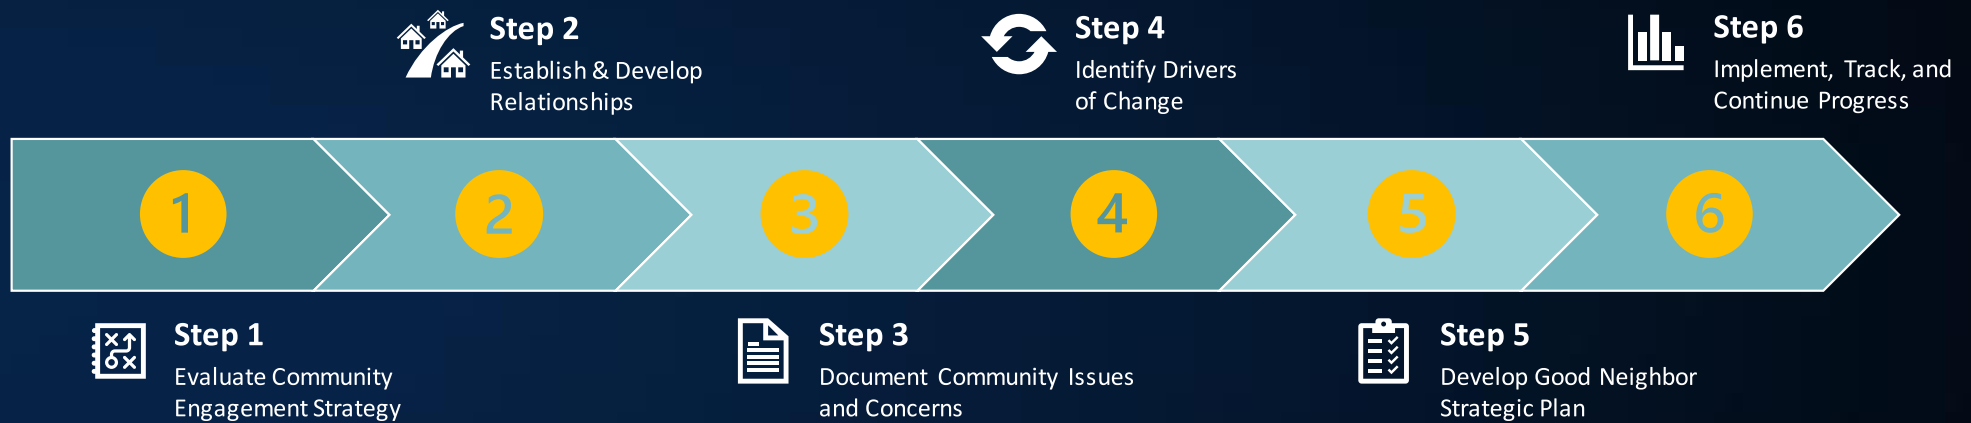 Step 2
Establish & Develop
Relationships
Step 4
Identify Drivers
of Change
Step 6
Implement, Track, and
Continue Progress
1
2
3
4
5
6
Step 1
Evaluate Community
Engagement Strategy
Step 3
Document Community Issues
and Concerns
Step 5
Develop Good Neighbor
Strategic Plan